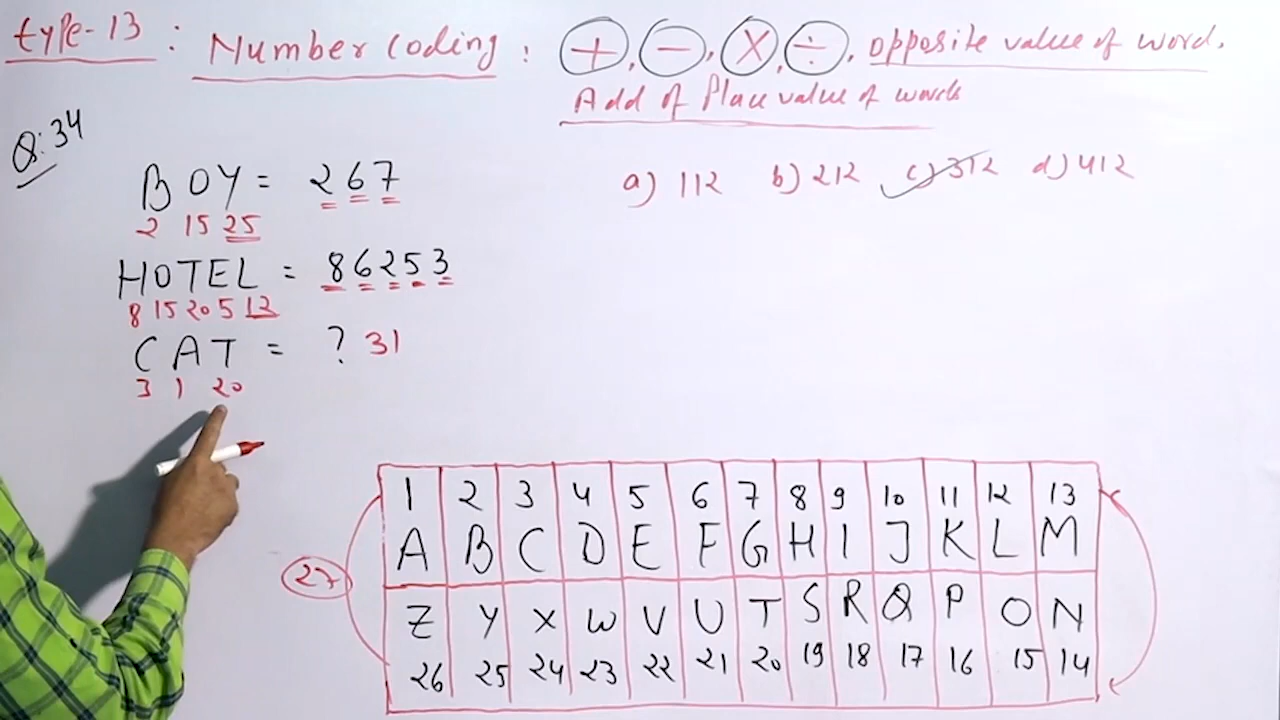 type-13 : Number Coding : +, -, ×, ÷, opposite value of word,
Add of Place value of words
Q:34
BOY = 267
2 15 25
a) 112 b) 212 c) 312 d) 412
HOTEL = 86253
8 15 20 5 12
CAT = ? 31
3 1 20
1 2 3 4 5 6 7 8 9 10 11 12 13
A B C D E F G H I J K L M
27
Z Y X W V U T S R Q P O N
26 25 24 23 22 21 20 19 18 17 16 15 14